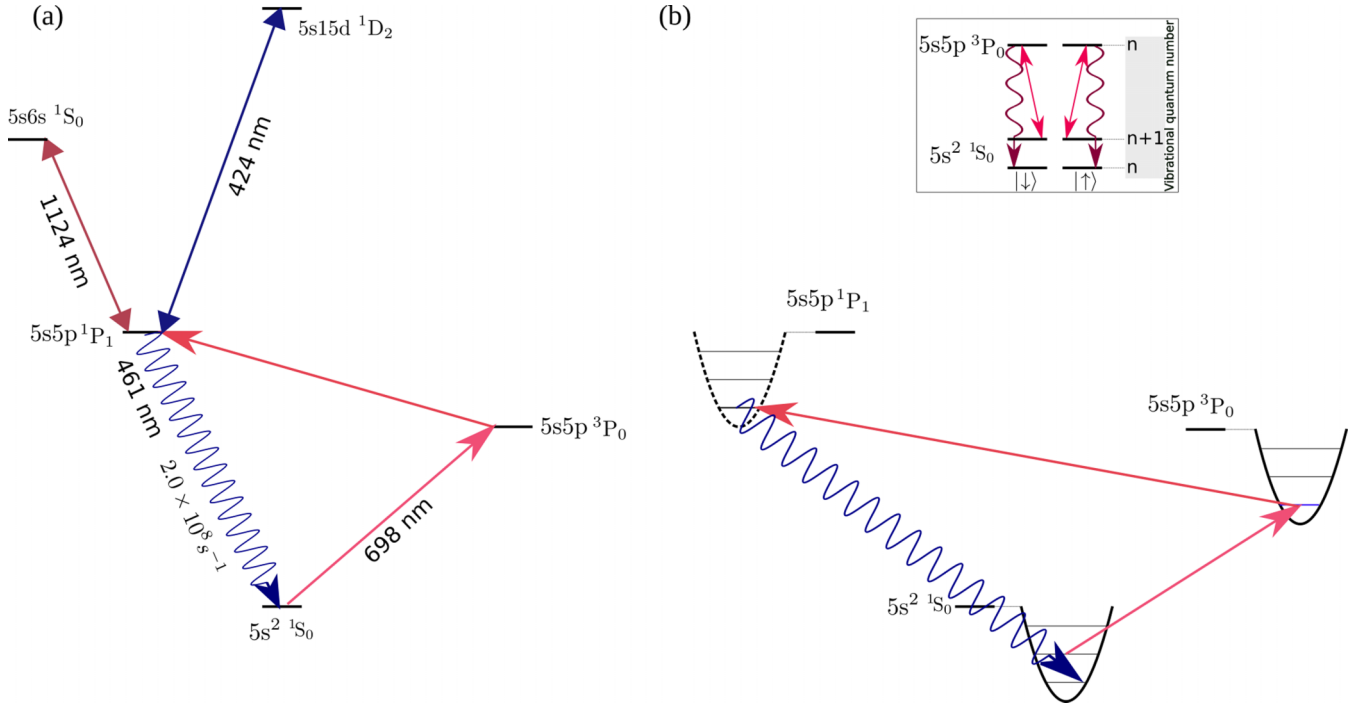 (a)
5s15d ¹D₂
5s6s ¹S₀
424 nm
1124 nm
5s5p ¹P₁
461 nm
2.0 × 10⁸ s⁻¹
5s5p ³P₀
698 nm
5s² ¹S₀
(b)
5s5p ³P₀
n
n+1
5s² ¹S₀
n
|↓⟩ |↑⟩
Vibrational quantum number
5s5p ¹P₁
5s5p ³P₀
5s² ¹S₀